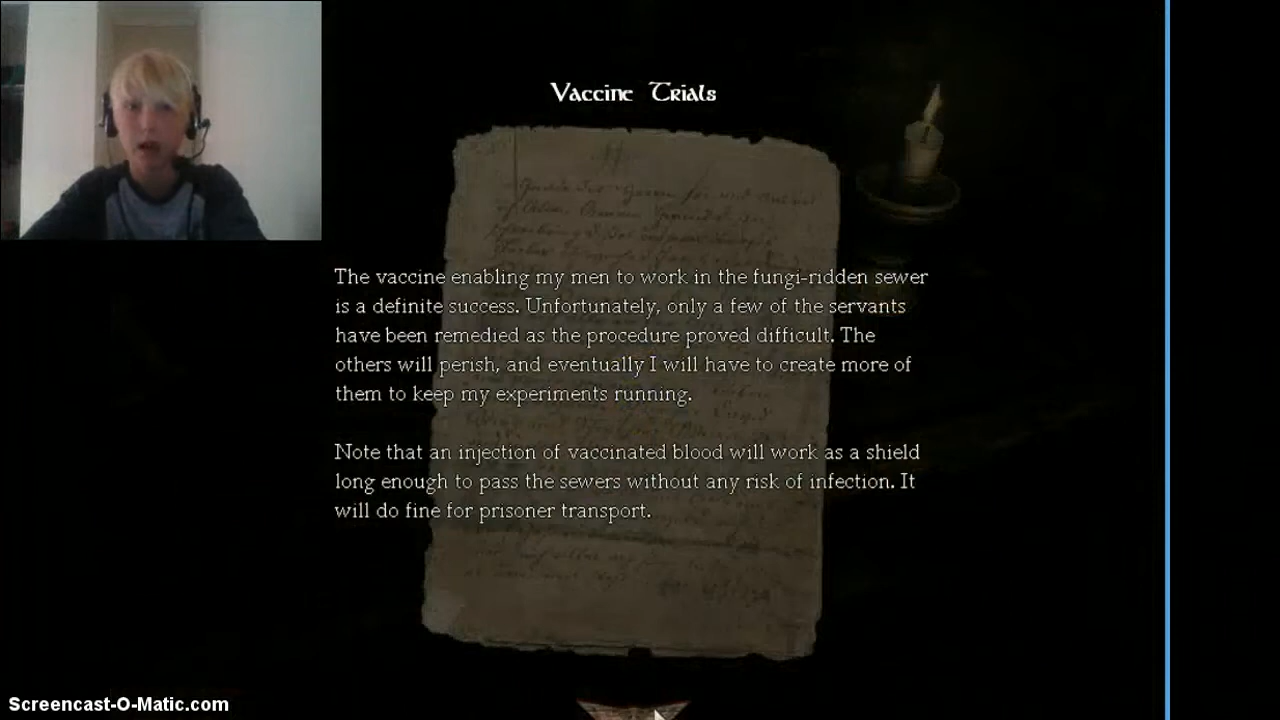 Vaccine Trials
The vaccine enabling my men to work in the fungi-ridden sewer
is a definite success. Unfortunately, only a few of the servants
have been remedied as the procedure proved difficult. The
others will perish, and eventually I will have to create more of
them to keep my experiments running.
Note that an injection of vaccinated blood will work as a shield
long enough to pass the sewers without any risk of infection. It
will do fine for prisoner transport.
Screencast-O-Matic.com